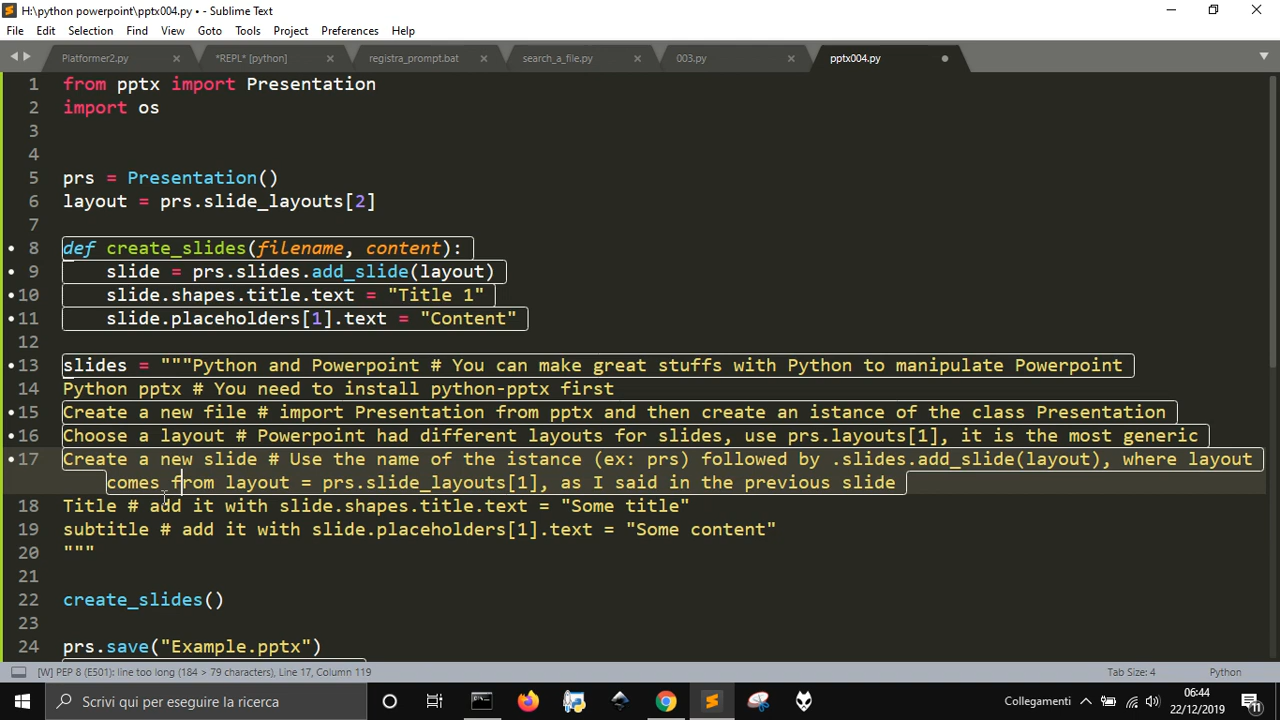 H:\python powerpoint\pptx004.py • - Sublime Text
File Edit Selection Find View Goto Tools Project Preferences Help
Platformer2.py × *REPL* [python] × registra_prompt.bat × search_a_file.py × 003.py × pptx004.py
1 from pptx import Presentation
2 import os
3
4
5 prs = Presentation()
6 layout = prs.slide_layouts[2]
7
8 def create_slides(filename, content):
9 slide = prs.slides.add_slide(layout)
10 slide.shapes.title.text = "Title 1"
11 slide.placeholders[1].text = "Content"
12
13 slides = """Python and Powerpoint # You can make great stuffs with Python to manipulate Powerpoint
14 Python pptx # You need to install python-pptx first
15 Create a new file # import Presentation from pptx and then create an istance of the class Presentation
16 Choose a layout # Powerpoint had different layouts for slides, use prs.layouts[1], it is the most generic
17 Create a new slide # Use the name of the istance (ex: prs) followed by .slides.add_slide(layout), where layout
comes from layout = prs.slide_layouts[1], as I said in the previous slide
18 Title # add it with slide.shapes.title.text = "Some title"
19 subtitle # add it with slide.placeholders[1].text = "Some content"
20 """
21
22 create_slides()
23
24 prs.save("Example.pptx")
[W] PEP 8 (E501): line too long (184 > 79 characters), Line 17, Column 119 Tab Size: 4 Python
Scrivi qui per eseguire la ricerca Collegamenti 06:44
22/12/2019 11